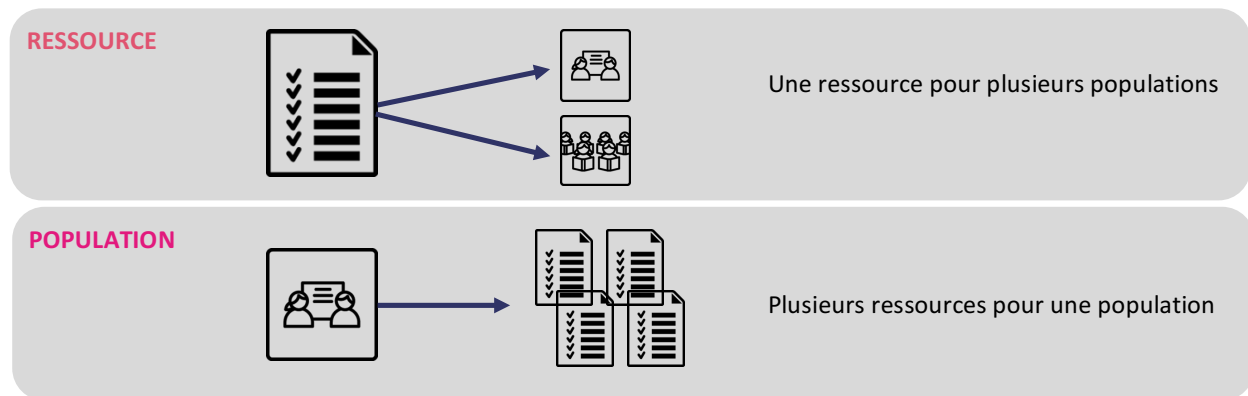 RESSOURCE
Une ressource pour plusieurs populations
POPULATION
Plusieurs ressources pour une population